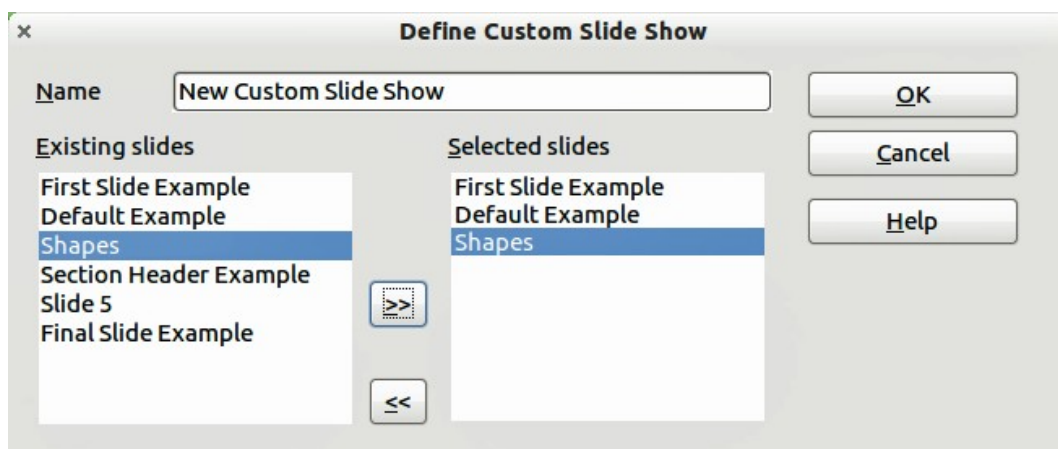 ×
Define Custom Slide Show
Name New Custom Slide Show
OK
Existing slides
Selected slides
Cancel
First Slide Example
Default Example
Shapes
Section Header Example
Slide 5
Final Slide Example
First Slide Example
Default Example
Shapes
Help
>>
<<